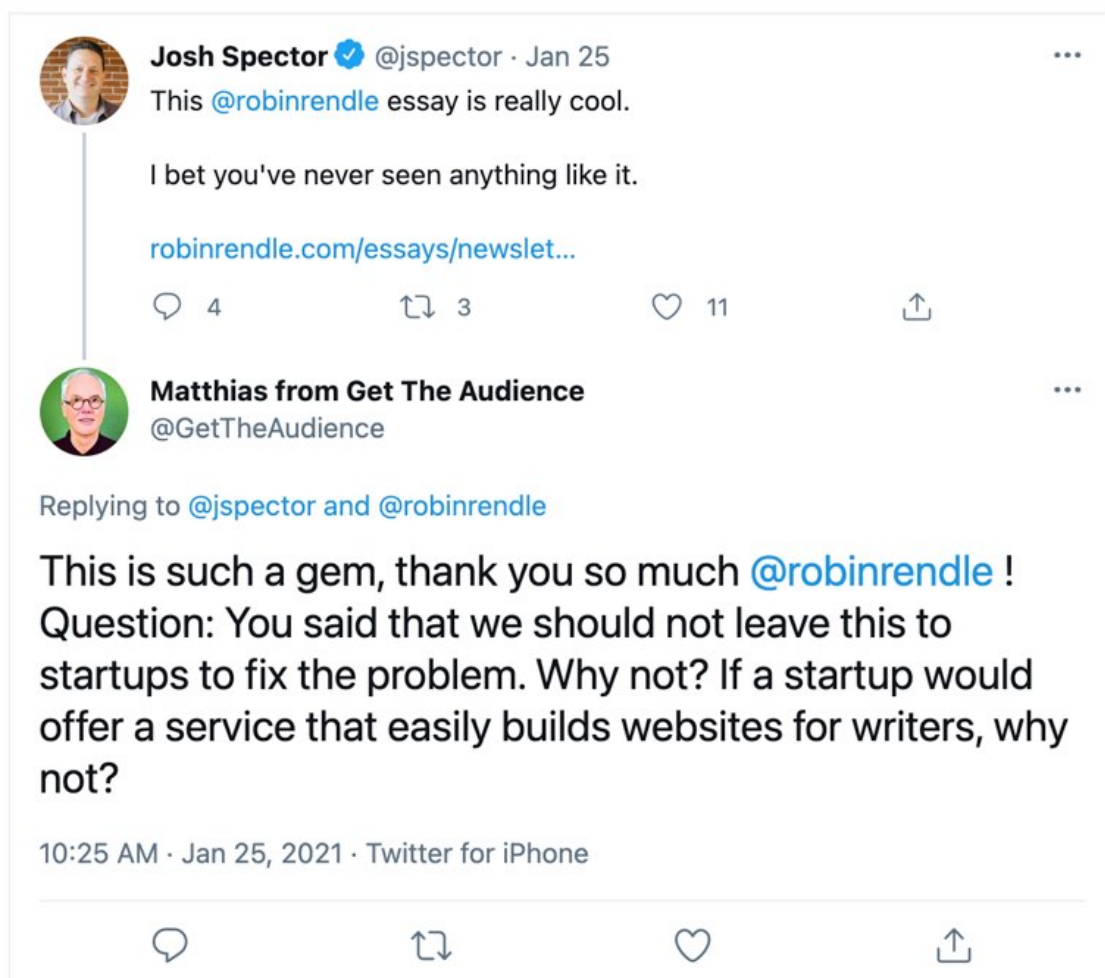 Josh Spector @jspector · Jan 25
This @robinrendle essay is really cool.
I bet you've never seen anything like it.
robinrendle.com/essays/newslet...
4 3 11
Matthias from Get The Audience
@GetTheAudience
Replying to @jspector and @robinrendle
This is such a gem, thank you so much @robinrendle !
Question: You said that we should not leave this to
startups to fix the problem. Why not? If a startup would
offer a service that easily builds websites for writers, why
not?
10:25 AM · Jan 25, 2021 · Twitter for iPhone